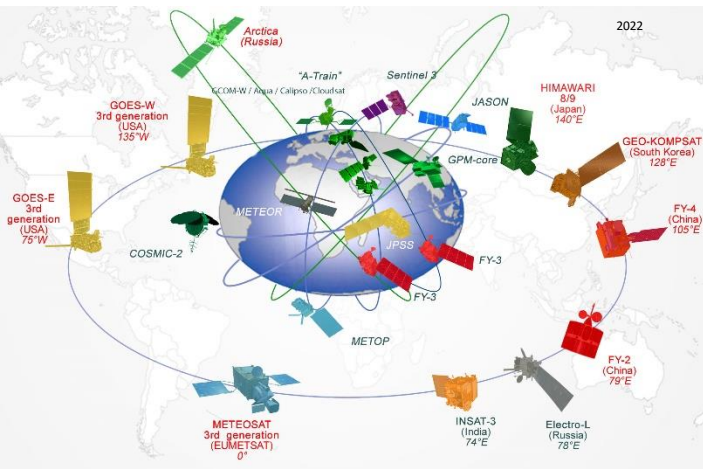 2022
Arctica
(Russia)
"A-Train"
GCOM-W / Aqua / Calipso /Cloudsat
Sentinel 3
JASON
HIMAWARI
8/9
(Japan)
140°E
GOES-W
3rd generation
(USA)
135°W
GEO-KOMPSAT
(South Korea)
128°E
GPM-core
GOES-E
3rd
generation
(USA)
75°W
METEOR
FY-4
(China)
105°E
COSMIC-2
JPSS
FY-3
FY-3
METOP
FY-2
(China)
79°E
METEOSAT
3rd generation
(EUMETSAT)
0°
INSAT-3
(India)
74°E
Electro-L
(Russia)
78°E